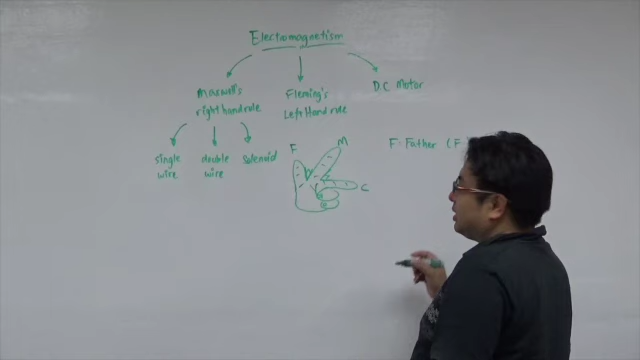 Electromagnetism
Maxwell's
right hand rule
Fleming's
Left Hand rule
D.C Motor
single
wire
double
wire
Solenoid
F
M
C
F = Father (F